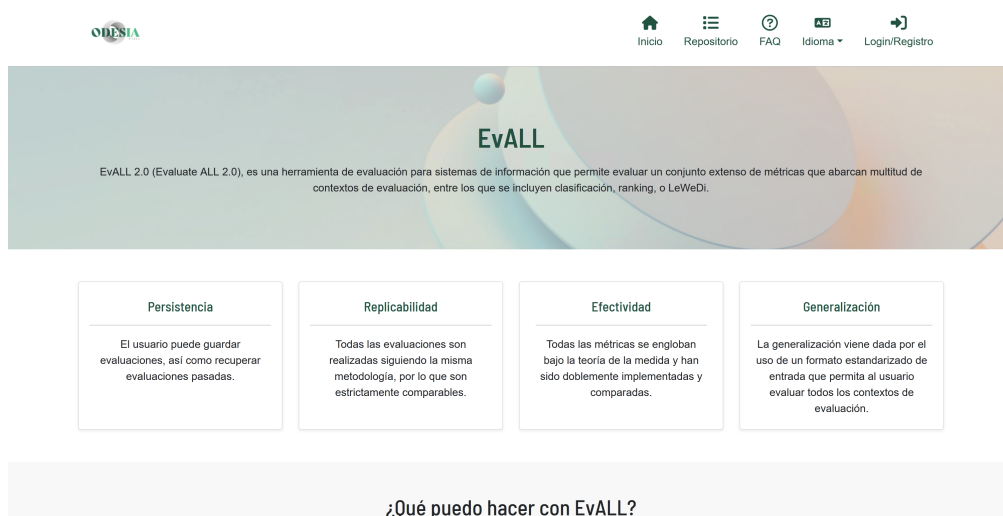 ODESIA
Inicio
Repositorio
FAQ
Idioma
Login/Registro
EvALL
EvALL 2.0 (Evaluate ALL 2.0), es una herramienta de evaluación para sistemas de información que permite evaluar un conjunto extenso de métricas que abarcan multitud de
contextos de evaluación, entre los que se incluyen clasificación, ranking, o LeWeDi.
Persistencia
El usuario puede guardar
evaluaciones, así como recuperar
evaluaciones pasadas.
Replicabilidad
Todas las evaluaciones son
realizadas siguiendo la misma
metodología, por lo que son
estrictamente comparables.
Efectividad
Todas las métricas se engloban
bajo la teoría de la medida y han
sido doblemente implementadas y
comparadas.
Generalización
La generalización viene dada por el
uso de un formato estandarizado de
entrada que permita al usuario
evaluar todos los contextos de
evaluación.
¿Qué puedo hacer con EvALL?